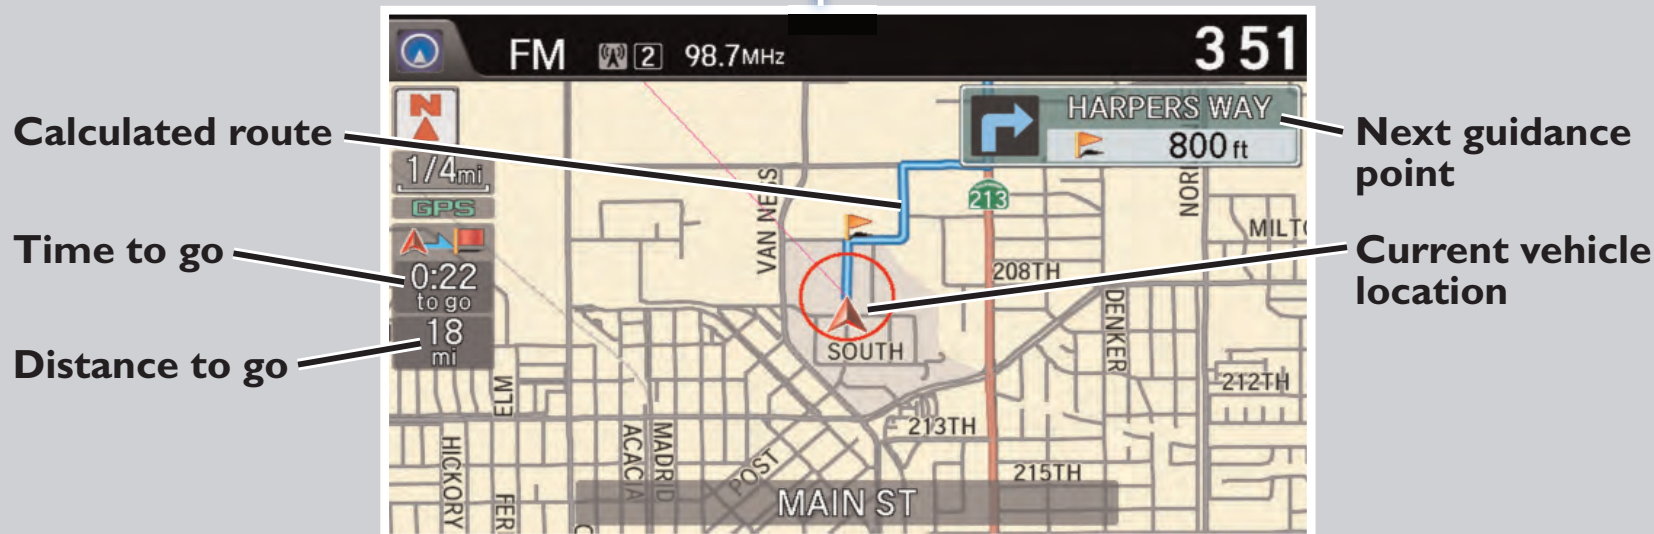 FM 2 98.7MHz 3 51
N
HARPERS WAY
Calculated route
800 ft
Next guidance
point
1/4mi
VAN NESS
213
GPS
MILT
Time to go
Current vehicle
location
0:22
to go
208TH
18
mi
Distance to go
SOUTH
DENKER
ELM
212TH
213TH
HICKORY
ACACIA
MADRID
POST
215TH
MAIN ST
FER
NOR